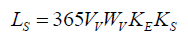 L_S = 365V_V W_V K_E K_S